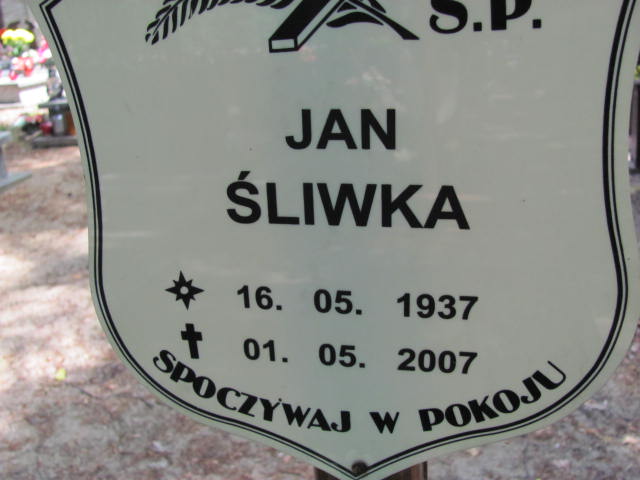 Ś.P.
JAN
ŚLIWKA
16. 05. 1937
01. 05. 2007
SPOCZYWAJ W POKOJU